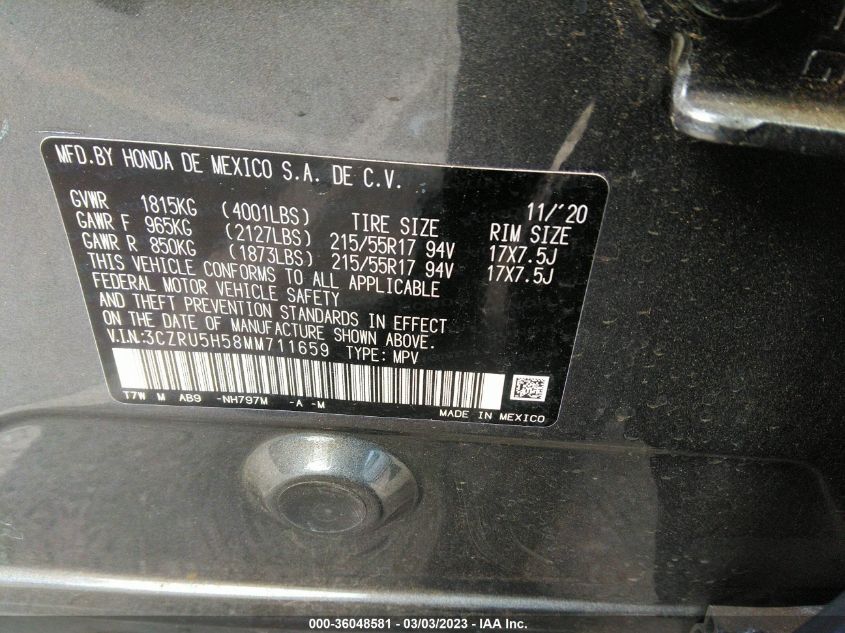 MFD.BY HONDA DE MEXICO S.A. DE C.V.
11/'20
GVWR 1815KG (4001LBS) TIRE SIZE RIM SIZE
GAWR F 965KG (2127LBS) 215/55R17 94V 17X7.5J
GAWR R 850KG (1873LBS) 215/55R17 94V 17X7.5J
THIS VEHICLE CONFORMS TO ALL APPLICABLE
FEDERAL MOTOR VEHICLE SAFETY
AND THEFT PREVENTION STANDARDS IN EFFECT
ON THE DATE OF MANUFACTURE SHOWN ABOVE.
V.I.N.:3CZRU5H58MM711659 TYPE: MPV
T7W M AB9 -NH797M -A -M MADE IN MEXICO
000-36048581 - 03/03/2023 - IAA Inc.